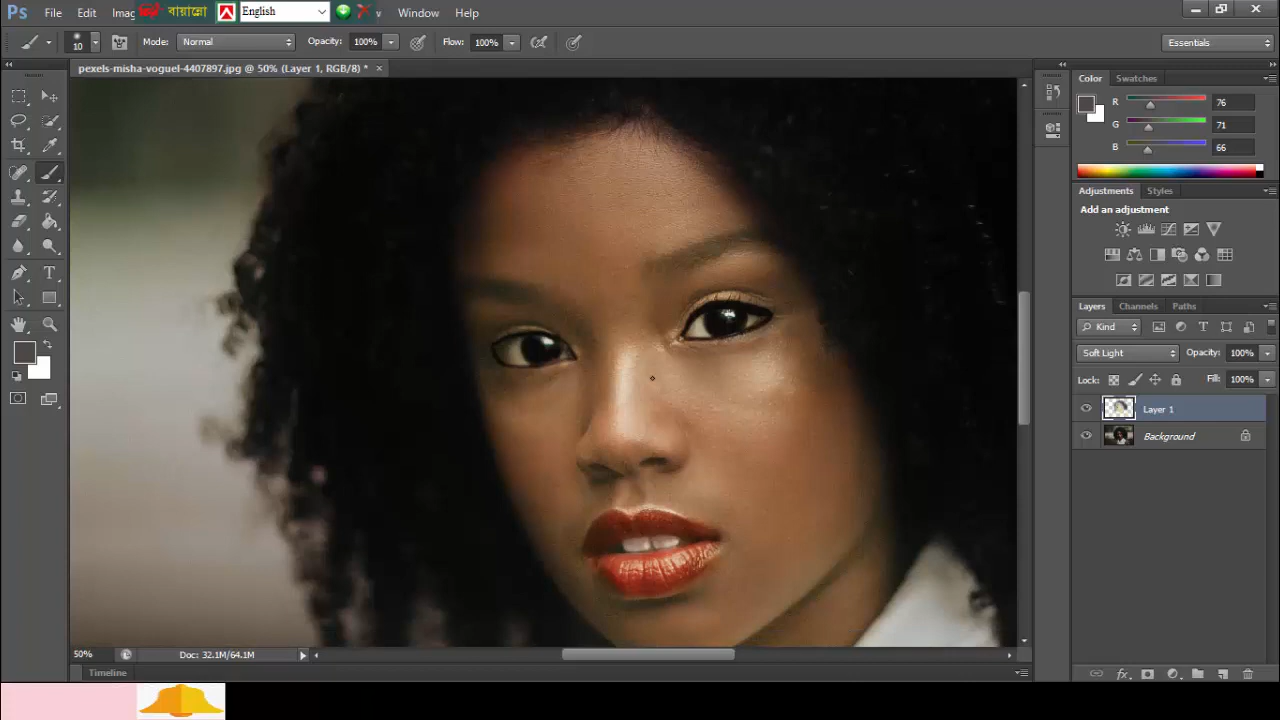 Ps File Edit Imag বায়ান্নো English v Window Help
10 Mode: Normal Opacity: 100% Flow: 100% Essentials
pexels-misha-voguel-4407897.jpg @ 50% (Layer 1, RGB/8) * ×
Color Swatches
R 76
G 71
B 66
Adjustments Styles
Add an adjustment
Layers Channels Paths
Kind
Soft Light Opacity: 100%
Lock: Fill: 100%
Layer 1
Background
fx
50% Doc: 32.1M/64.1M
Timeline